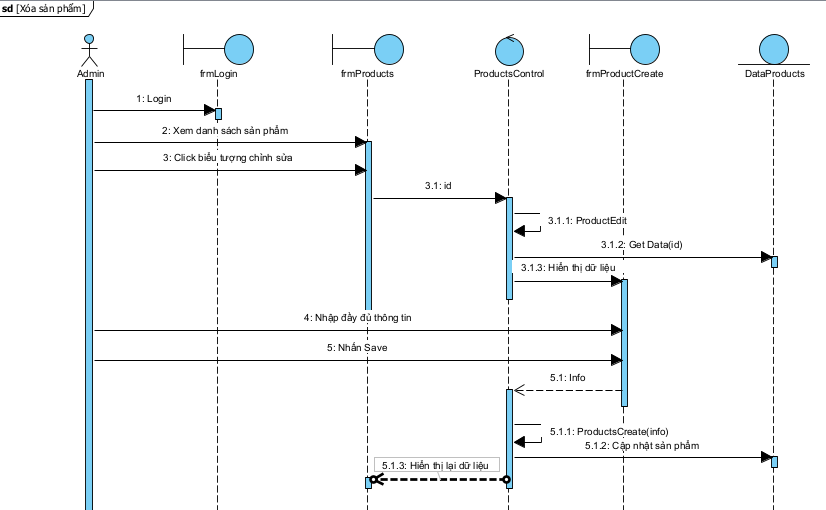 sd [Xóa sản phẩm]
Admin
frmLogin
frmProducts
ProductsControl
frmProductCreate
DataProducts
1: Login
2: Xem danh sách sản phẩm
3: Click biểu tượng chỉnh sửa
3.1: id
3.1.1: ProductEdit
3.1.2: Get Data(id)
3.1.3: Hiển thị dữ liệu
4: Nhập đầy đủ thông tin
5: Nhấn Save
5.1: Info
5.1.1: ProductsCreate(info)
5.1.2: Cập nhật sản phẩm
5.1.3: Hiển thị lại dữ liệu